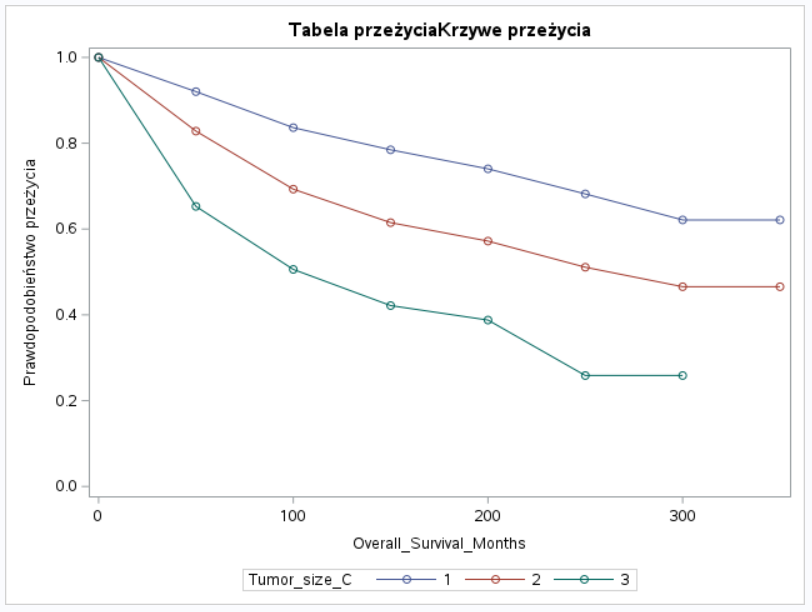 Tabela przeżyciaKrzywe przeżycia
Prawdopodobieństwo przeżycia
1.0
0.8
0.6
0.4
0.2
0.0
0 100 200 300
Overall_Survival_Months
Tumor_size_C 1 2 3